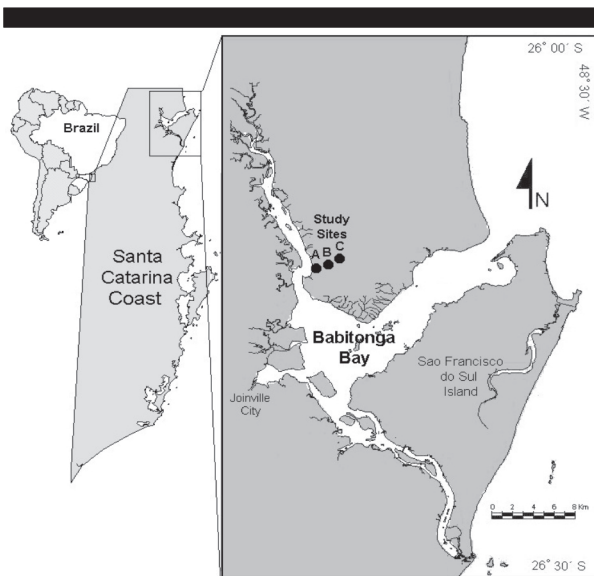 26° 00´ S
48° 30´ W
Brazil
N
Study
Sites
A B C
Santa
Catarina
Coast
Babitonga
Bay
Sao Francisco
do Sul
Island
Joinville
City
0 2 4 6 8 Km
26° 30´ S